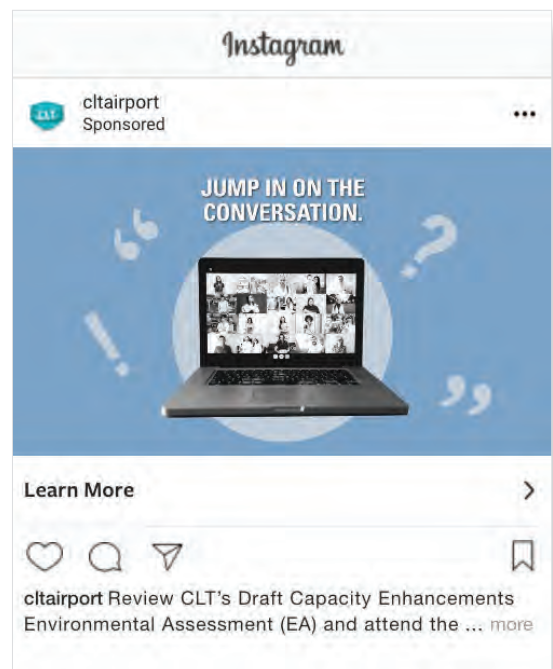 Instagram
CLT
cltairport
Sponsored
JUMP IN ON THE
CONVERSATION.
“
?
!
”
Learn More
cltairport Review CLT's Draft Capacity Enhancements
Environmental Assessment (EA) and attend the ... more